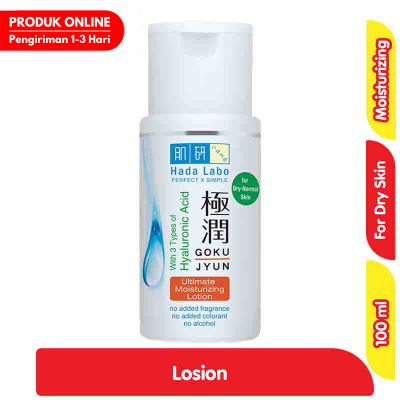 PRODUK ONLINE
Pengiriman 1-3 Hari
肌研
Hada Labo
PERFECT X SIMPLE
for
Dry-Normal
Skin
With 3 Types of
Hyaluronic Acid
極潤
GOKU
JYUN
Ultimate
Moisturizing
Lotion
no added fragrance
no added colorant
no alcohol
Moisturizing
For Dry Skin
100 ml
Losion